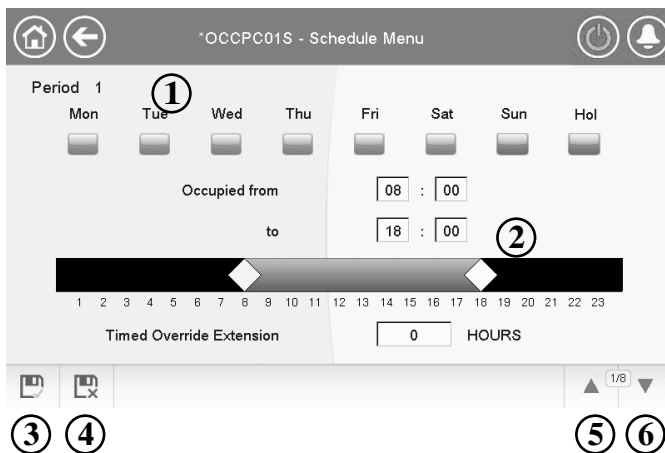 *OCCPC01S - Schedule Menu
Period 1
1
Mon Tue Wed Thu Fri Sat Sun Hol
Occupied from 08 : 00
to 18 : 00
2
1 2 3 4 5 6 7 8 9 10 11 12 13 14 15 16 17 18 19 20 21 22 23
Timed Override Extension 0 HOURS
1/8
3 4 5 6